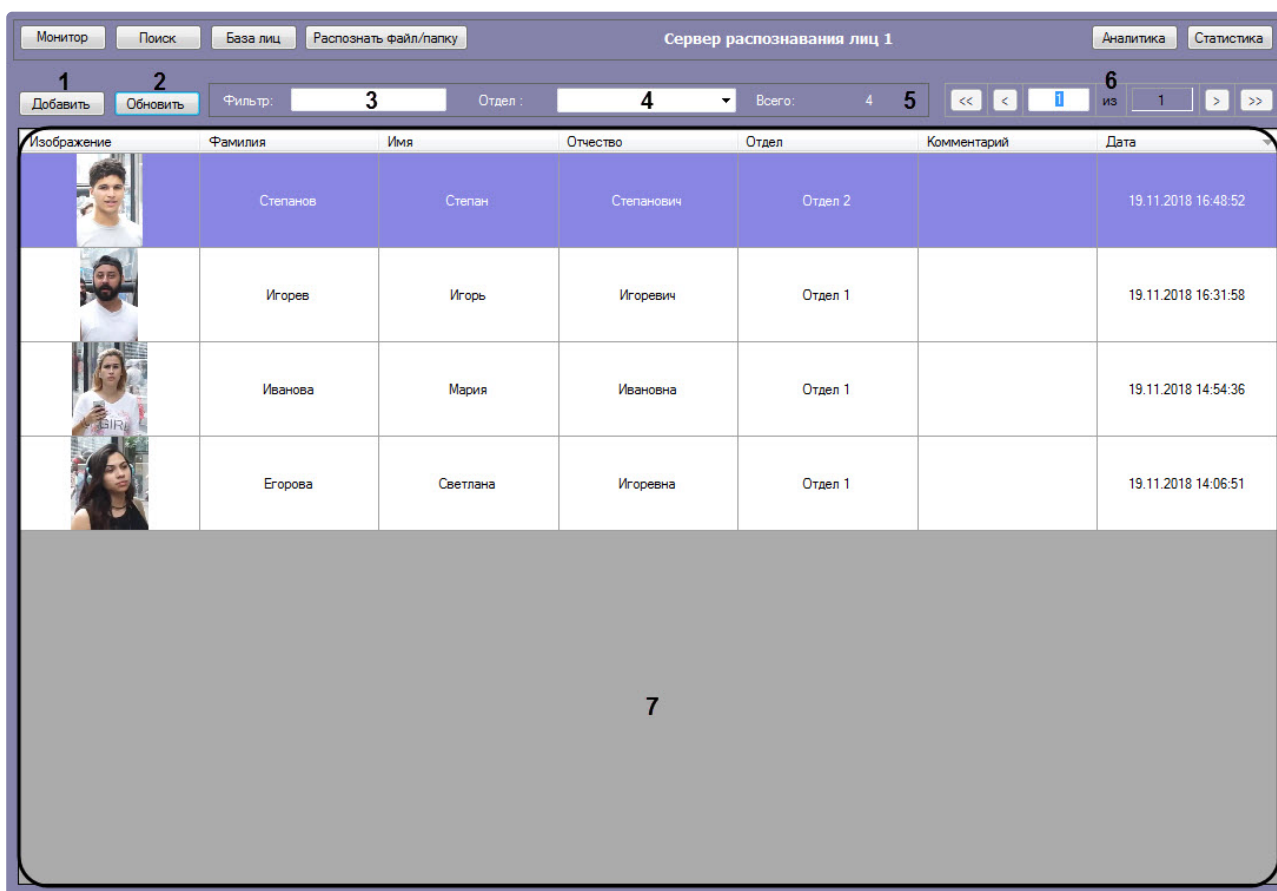 Монитор Поиск База лиц Распознать файл/папку Сервер распознавания лиц 1 Аналитика Статистика
1 2 6
Добавить Обновить Фильтр: 3 Отдел : 4 Всего: 4 5 << < 1 из 1 > >>
Изображение Фамилия Имя Отчество Отдел Комментарий Дата
Степанов Степан Степанович Отдел 2 19.11.2018 16:48:52
Игорев Игорь Игоревич Отдел 1 19.11.2018 16:31:58
Иванова Мария Ивановна Отдел 1 19.11.2018 14:54:36
GIRL
Егорова Светлана Игоревна Отдел 1 19.11.2018 14:06:51
7